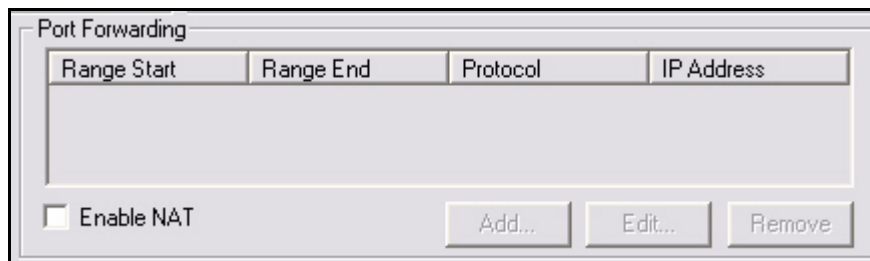 Port Forwarding
Range Start Range End Protocol IP Address
Enable NAT Add... Edit... Remove